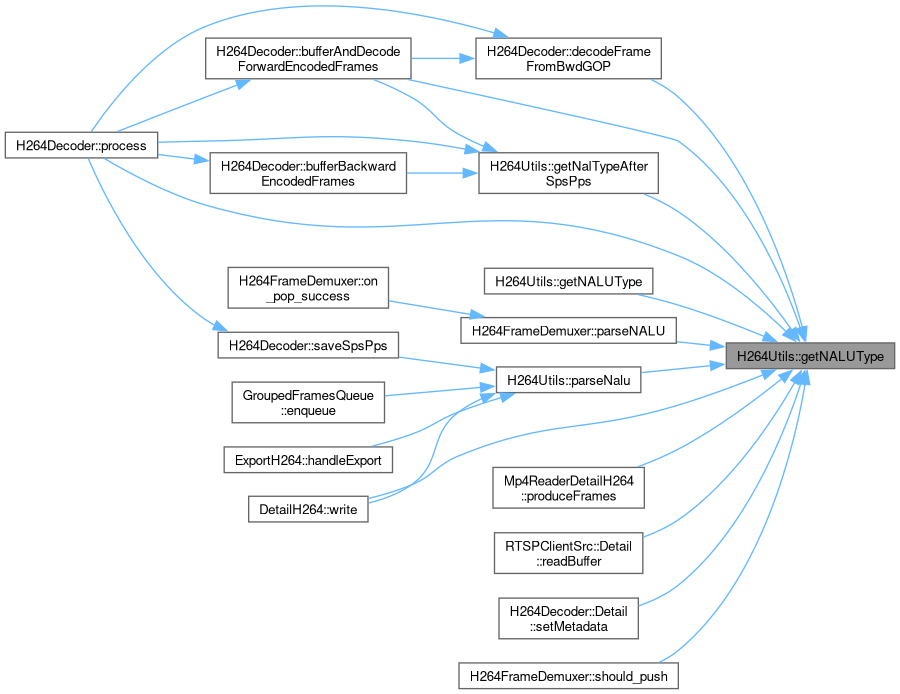 H264Decoder::bufferAndDecode
ForwardEncodedFrames
H264Decoder::decodeFrame
FromBwdGOP
H264Decoder::process
H264Decoder::bufferBackward
EncodedFrames
H264Utils::getNalTypeAfter
SpsPps
H264FrameDemuxer::on
_pop_success
H264Utils::getNALUType
H264FrameDemuxer::parseNALU
H264Decoder::saveSpsPps
H264Utils::getNALUType
H264Utils::parseNalu
GroupedFramesQueue
::enqueue
ExportH264::handleExport
Mp4ReaderDetailH264
::produceFrames
DetailH264::write
RTSPClientSrc::Detail
::readBuffer
H264Decoder::Detail
::setMetadata
H264FrameDemuxer::should_push